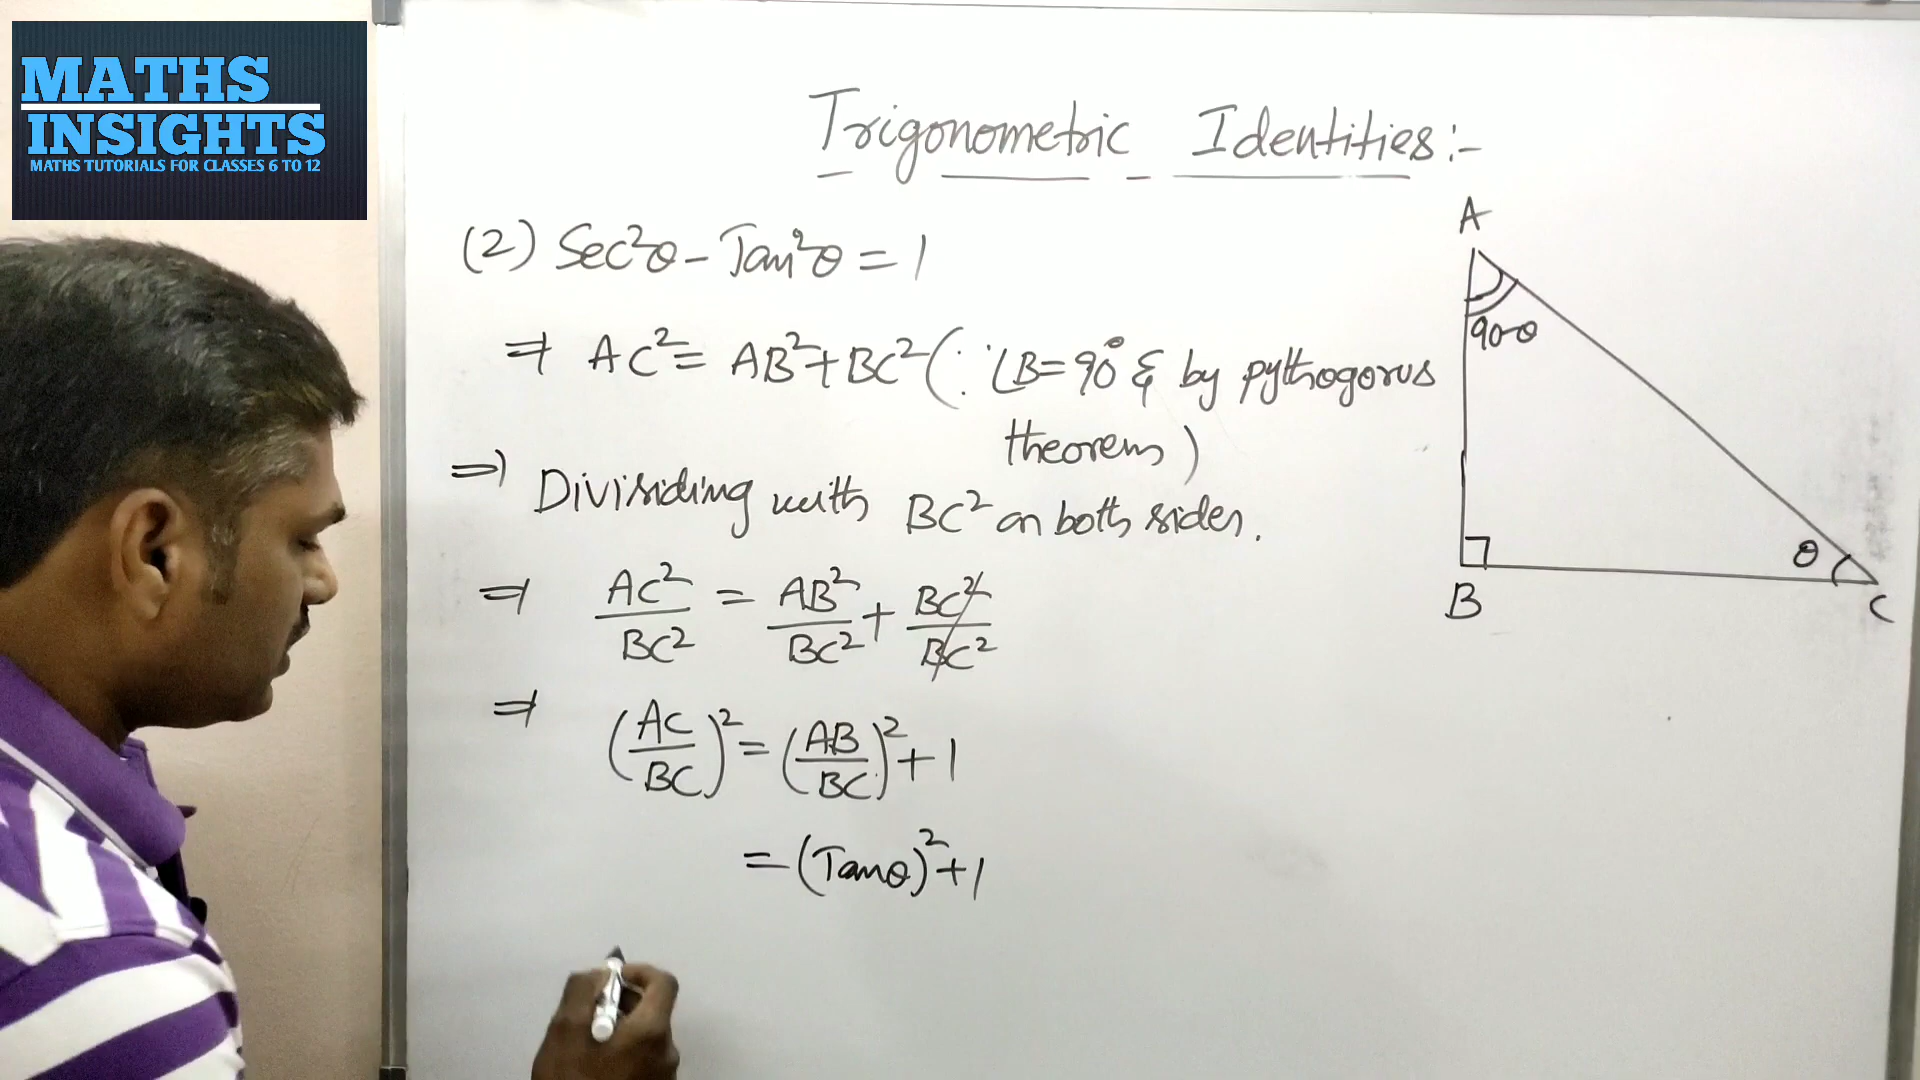 MATHS
INSIGHTS
MATHS TUTORIALS FOR CLASSES 6 TO 12
Trigonometric Identities:-
(2) Sec²θ - Tan²θ = 1
⇒ AC² = AB² + BC² (∵ ∠B = 90° & by pythogorus
theorem)
⇒ Divididing with BC² on both sides.
⇒ AC²/BC² = AB²/BC² + BC²/BC²
⇒ (AC/BC)² = (AB/BC)² + 1
= (Tanθ)² + 1
A
90-θ
θ
B
C